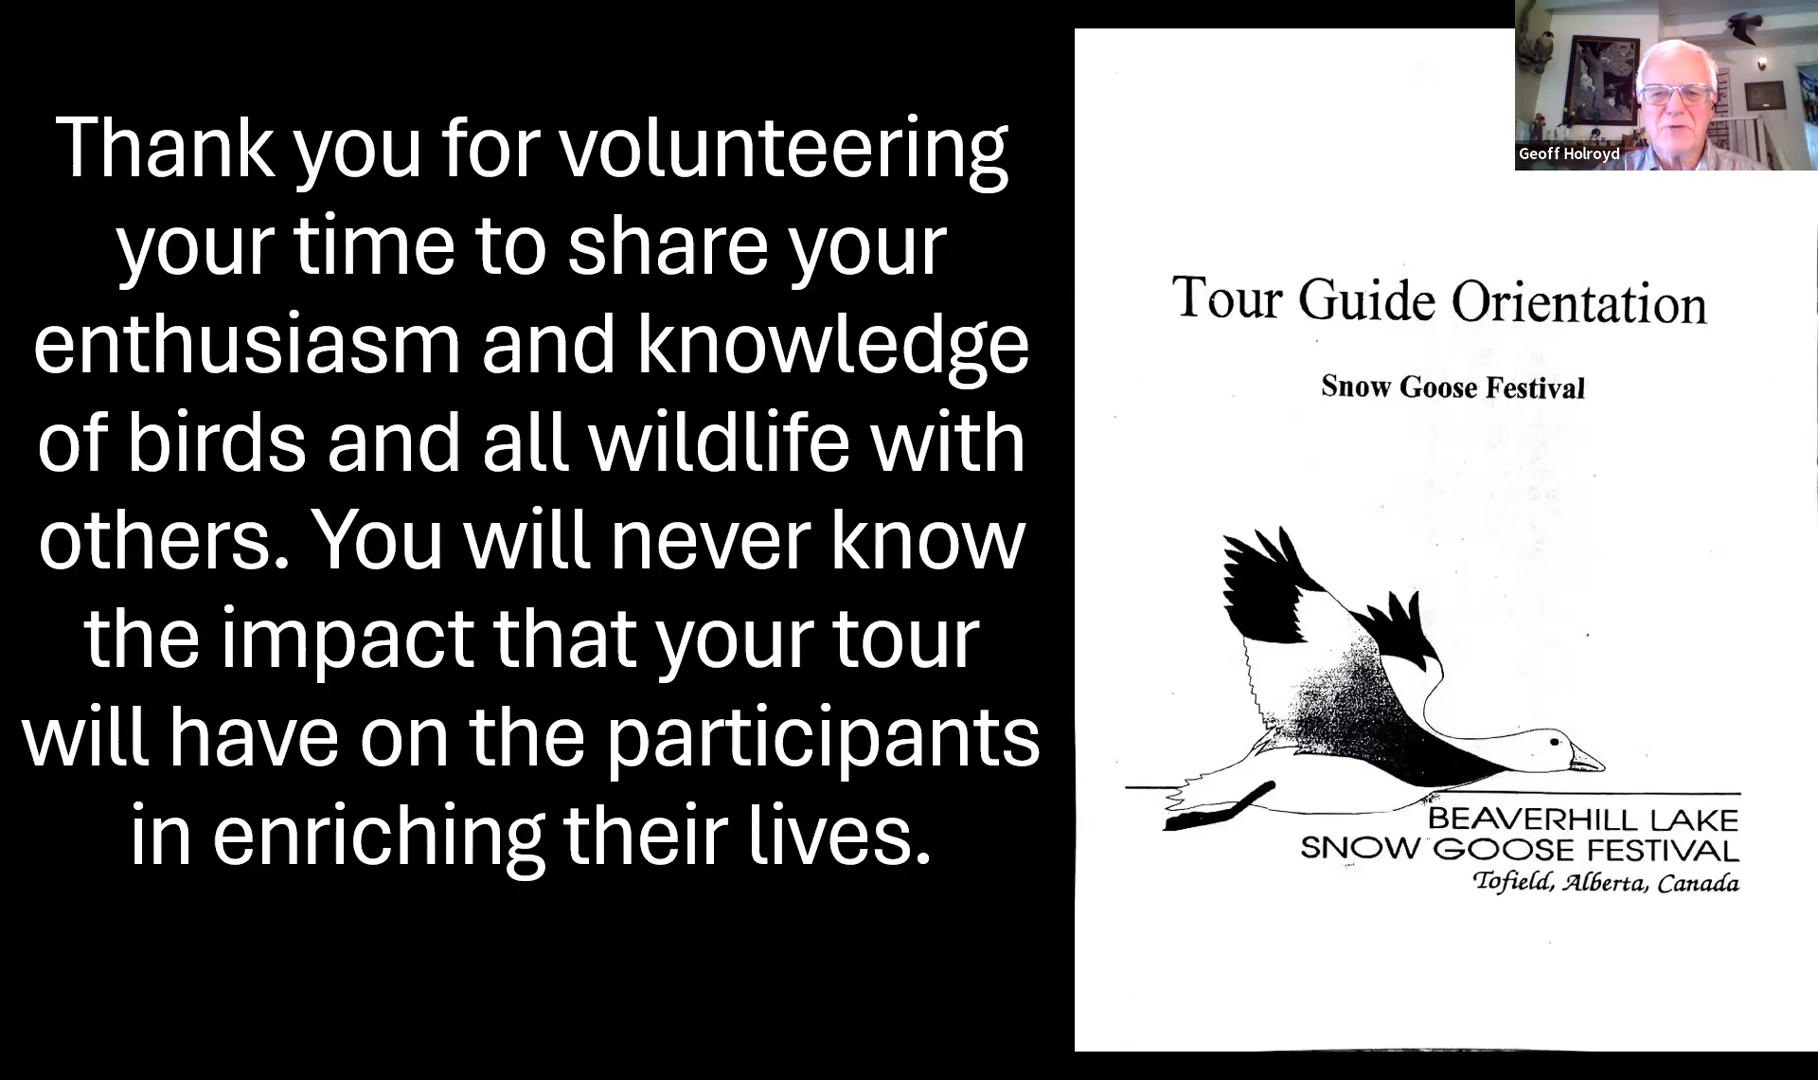 Thank you for volunteering
your time to share your
enthusiasm and knowledge
of birds and all wildlife with
others. You will never know
the impact that your tour
will have on the participants
in enriching their lives.
Geoff Holroyd
Tour Guide Orientation
Snow Goose Festival
BEAVERHILL LAKE
SNOW GOOSE FESTIVAL
Tofield, Alberta, Canada